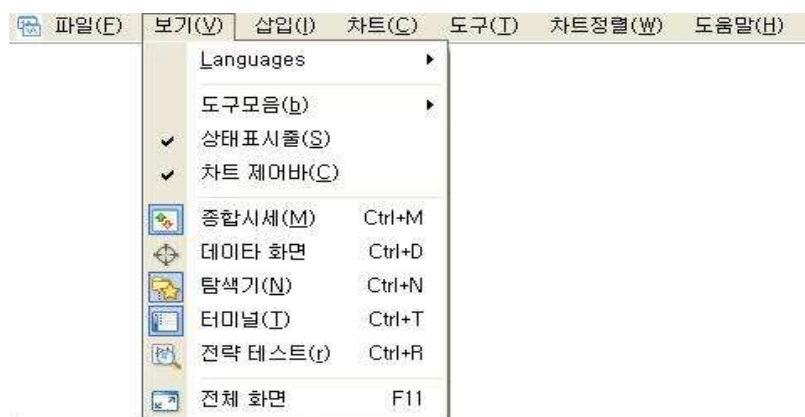 파일(F) 보기(V) 삽입(I) 차트(C) 도구(T) 차트정렬(W) 도움말(H)
Languages
도구모음(b)
상태표시줄(S)
차트 제어바(C)
종합시세(M) Ctrl+M
데이타 화면 Ctrl+D
탐색기(N) Ctrl+N
터미널(T) Ctrl+T
전략 테스트(r) Ctrl+R
전체 화면 F11